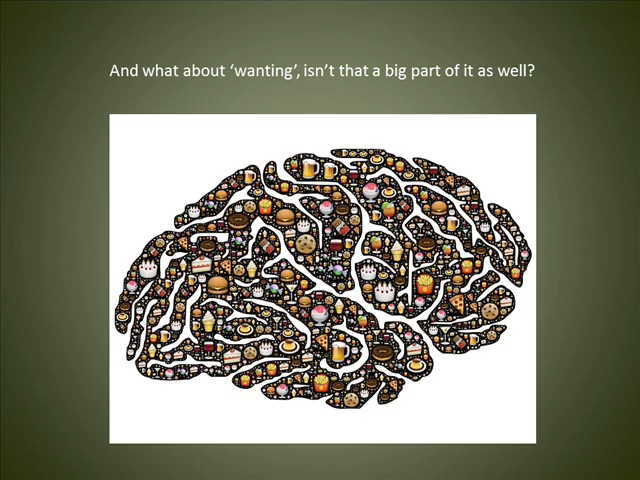 And what about ‘wanting’, isn’t that a big part of it as well?